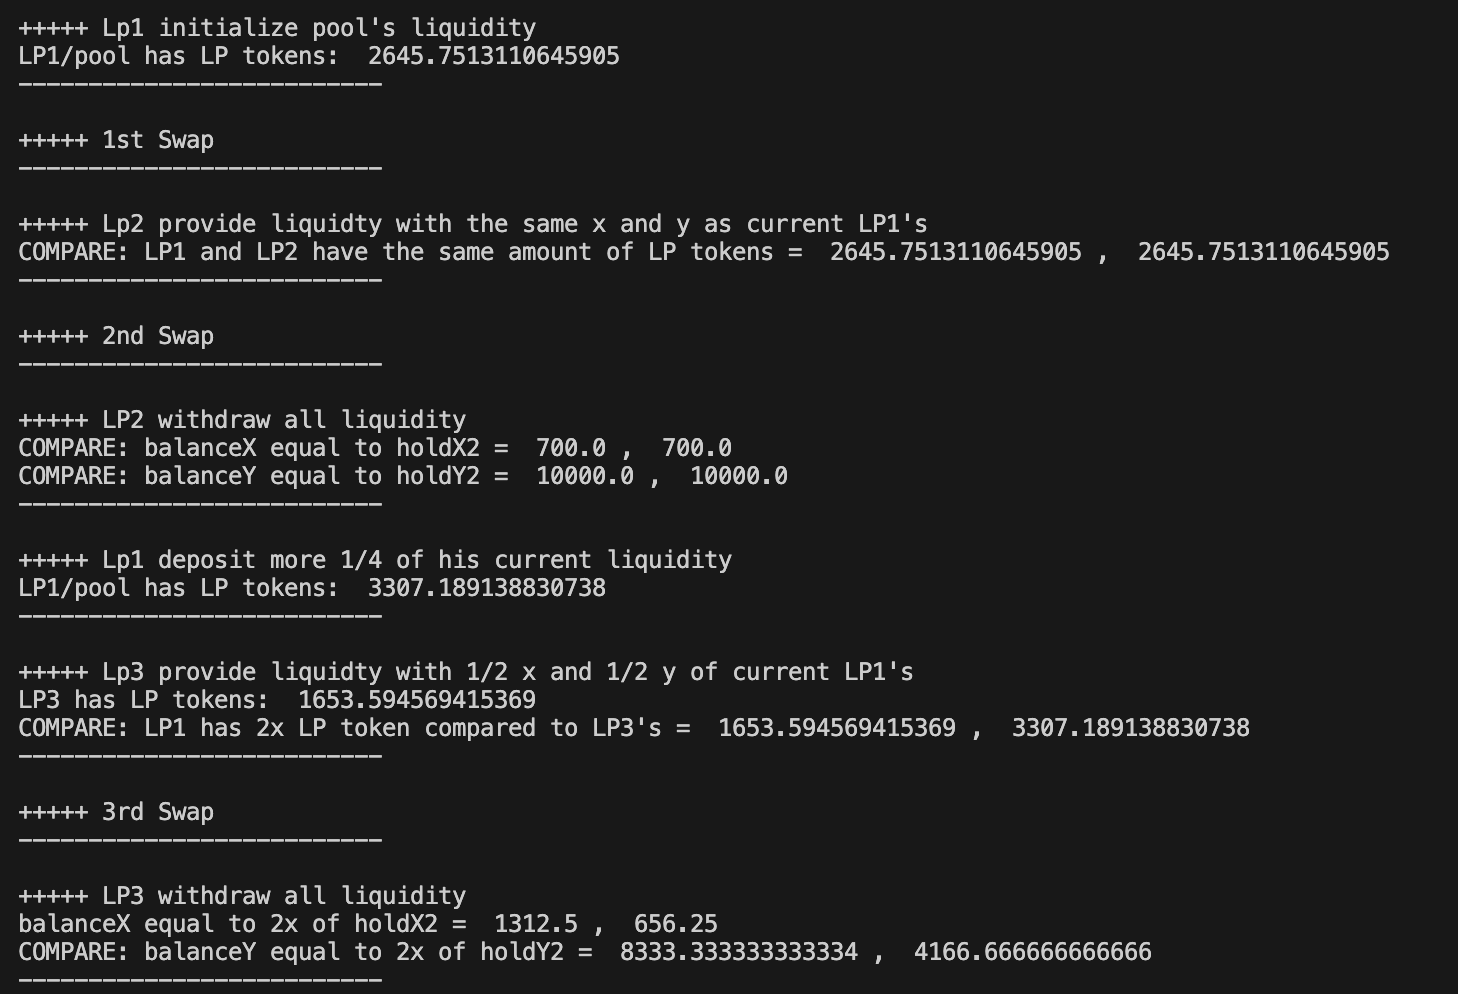 +++++ Lp1 initialize pool's liquidity
LP1/pool has LP tokens:  2645.7513110645905
--------------------------
+++++ 1st Swap
--------------------------
+++++ Lp2 provide liquidty with the same x and y as current LP1's
COMPARE: LP1 and LP2 have the same amount of LP tokens =  2645.7513110645905 ,  2645.7513110645905
--------------------------
+++++ 2nd Swap
--------------------------
+++++ LP2 withdraw all liquidity
COMPARE: balanceX equal to holdX2 =  700.0 ,  700.0
COMPARE: balanceY equal to holdY2 =  10000.0 ,  10000.0
--------------------------
+++++ Lp1 deposit more 1/4 of his current liquidity
LP1/pool has LP tokens:  3307.189138830738
--------------------------
+++++ Lp3 provide liquidty with 1/2 x and 1/2 y of current LP1's
LP3 has LP tokens:  1653.594569415369
COMPARE: LP1 has 2x LP token compared to LP3's =  1653.594569415369 ,  3307.189138830738
--------------------------
+++++ 3rd Swap
--------------------------
+++++ LP3 withdraw all liquidity
balanceX equal to 2x of holdX2 =  1312.5 ,  656.25
COMPARE: balanceY equal to 2x of holdY2 =  8333.333333333334 ,  4166.666666666666
--------------------------